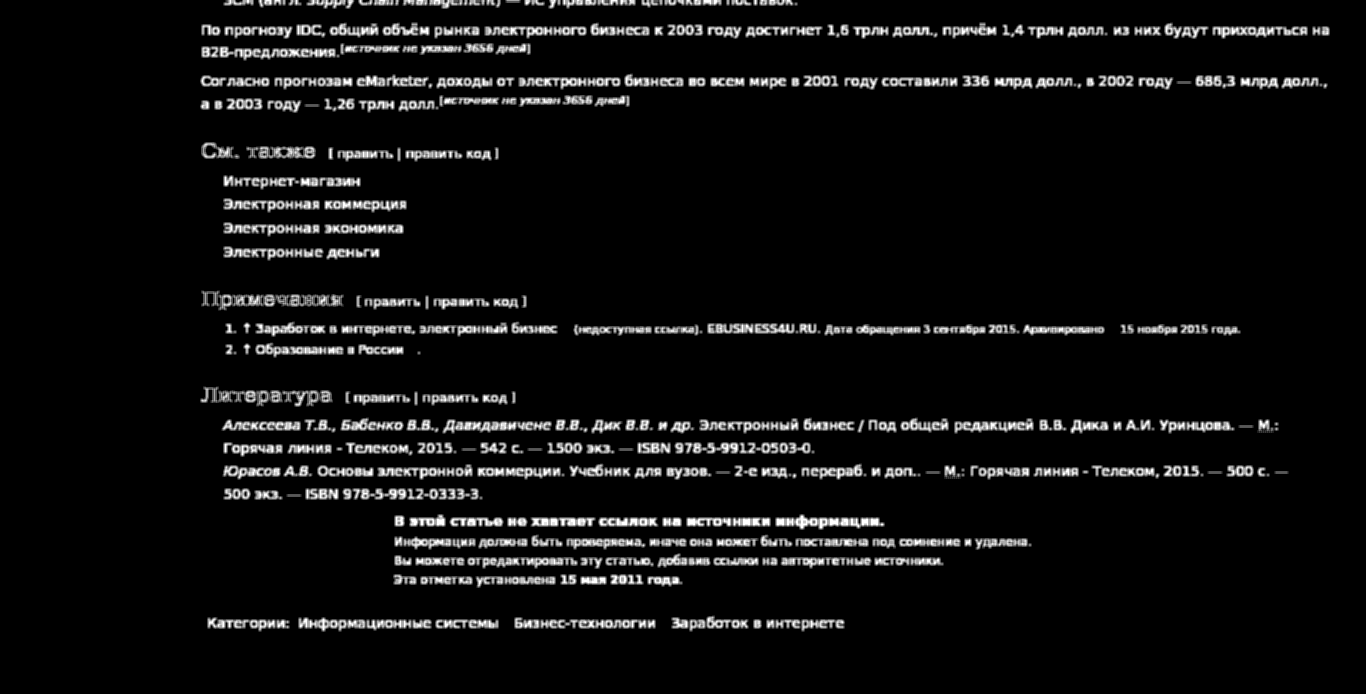 SCM (англ. Supply Chain Management) — ИС управления цепочками поставок.
По прогнозу IDC, общий объём рынка электронного бизнеса к 2003 году достигнет 1,6 трлн долл., причём 1,4 трлн долл. из них будут приходиться на
B2B-предложения.[источник не указан 3656 дней]
Согласно прогнозам eMarketer, доходы от электронного бизнеса во всем мире в 2001 году составили 336 млрд долл., в 2002 году — 686,3 млрд долл.,
а в 2003 году — 1,26 трлн долл.[источник не указан 3656 дней]
См. также [ править | править код ]
Интернет-магазин
Электронная коммерция
Электронная экономика
Электронные деньги
Примечания [ править | править код ]
1. ↑ Заработок в интернете, электронный бизнес (недоступная ссылка). EBUSINESS4U.RU. Дата обращения 3 сентября 2015. Архивировано 15 ноября 2015 года.
2. ↑ Образование в России .
Литература [ править | править код ]
Алексеева Т.В., Бабенко В.В., Давидавичене В.В., Дик В.В. и др. Электронный бизнес / Под общей редакцией В.В. Дика и А.И. Уринцова. — М.:
Горячая линия - Телеком, 2015. — 542 с. — 1500 экз. — ISBN 978-5-9912-0503-0.
Юрасов А.В. Основы электронной коммерции. Учебник для вузов. — 2-е изд., перераб. и доп.. — М.: Горячая линия - Телеком, 2015. — 500 с. —
500 экз. — ISBN 978-5-9912-0333-3.
В этой статье не хватает ссылок на источники информации.
Информация должна быть проверяема, иначе она может быть поставлена под сомнение и удалена.
Вы можете отредактировать эту статью, добавив ссылки на авторитетные источники.
Эта отметка установлена 15 мая 2011 года.
Категории: Информационные системы Бизнес-технологии Заработок в интернете